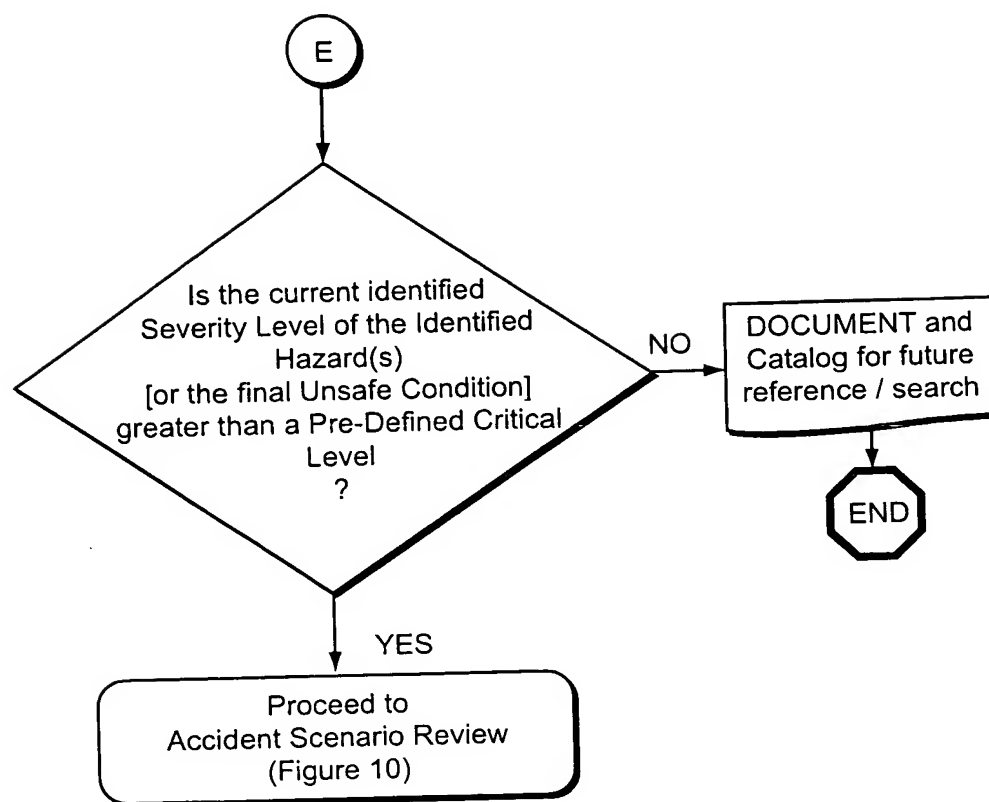 E
Is the current identified
Severity Level of the Identified
Hazard(s)
[or the final Unsafe Condition]
greater than a Pre-Defined Critical
Level
?
NO
DOCUMENT and
Catalog for future
reference / search
END
YES
Proceed to
Accident Scenario Review
(Figure 10)